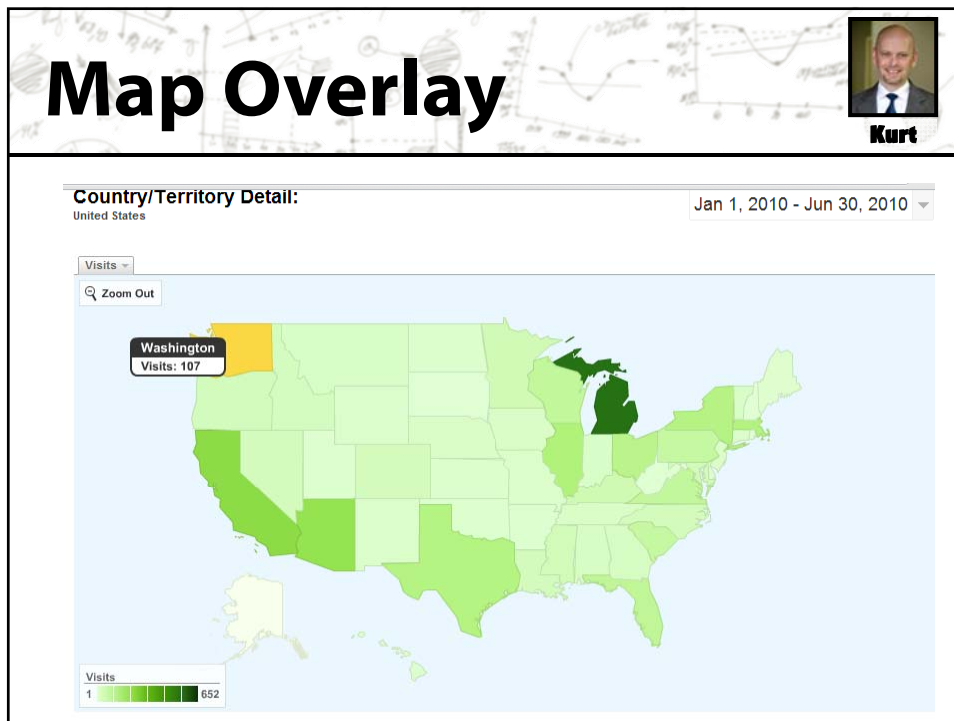 Map Overlay
Kurt
Country/Territory Detail:
United States
Jan 1, 2010 - Jun 30, 2010
Visits
Zoom Out
Washington
Visits: 107
Visits
1 652